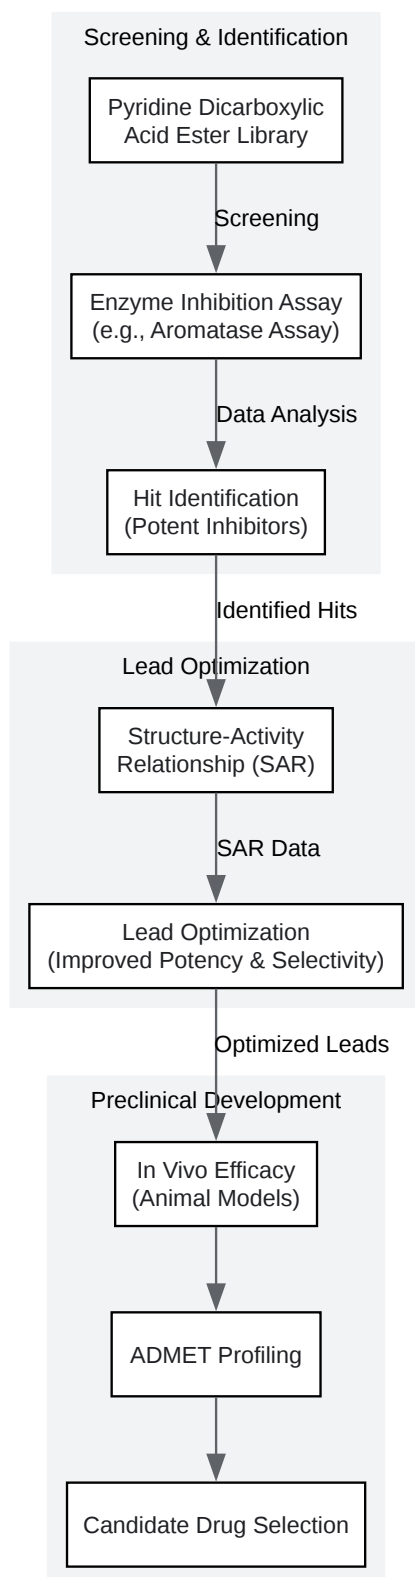 Screening & Identification
Pyridine Dicarboxylic
Acid Ester Library
Screening
Enzyme Inhibition Assay
(e.g., Aromatase Assay)
Data Analysis
Hit Identification
(Potent Inhibitors)
Identified Hits
Lead Optimization
Structure-Activity
Relationship (SAR)
SAR Data
Lead Optimization
(Improved Potency & Selectivity)
Optimized Leads
Preclinical Development
In Vivo Efficacy
(Animal Models)
ADMET Profiling
Candidate Drug Selection